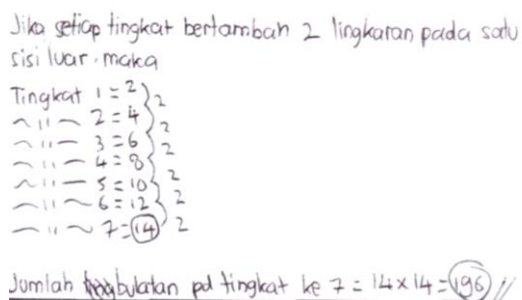 Jika setiap tingkat bertambah 2 lingkaran pada satu
sisi luar. maka
Tingkat 1 = 2
~ " ~ 2 = 4
~ " ~ 3 = 6
~ " ~ 4 = 8
~ " ~ 5 = 10
~ " ~ 6 = 12
~ " ~ 7 = 14
2
2
2
2
2
2
Jumlah bulatan pd tingkat ke 7 = 14 x 14 = 196 //